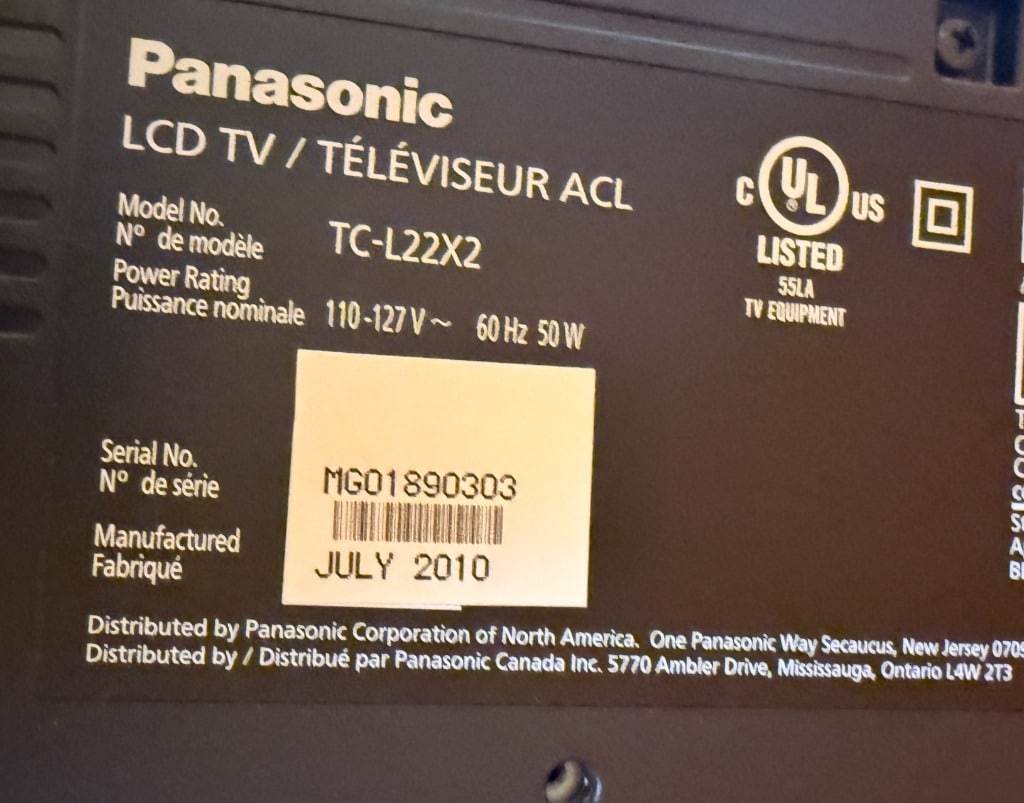 Panasonic
LCD TV / TÉLÉVISEUR ACL
Model No.
Nº de modèle
TC-L22X2
Power Rating
Puissance nominale
110-127 V ~ 60 Hz 50 W
C UL US
®
LISTED
55LA
TV EQUIPMENT
Serial No.
Nº de série
MG01890303
Manufactured
Fabriqué
JULY 2010
Distributed by Panasonic Corporation of North America. One Panasonic Way Secaucus, New Jersey
Distributed by / Distribué par Panasonic Canada Inc. 5770 Ambler Drive, Mississauga, Ontario L4W 2T3